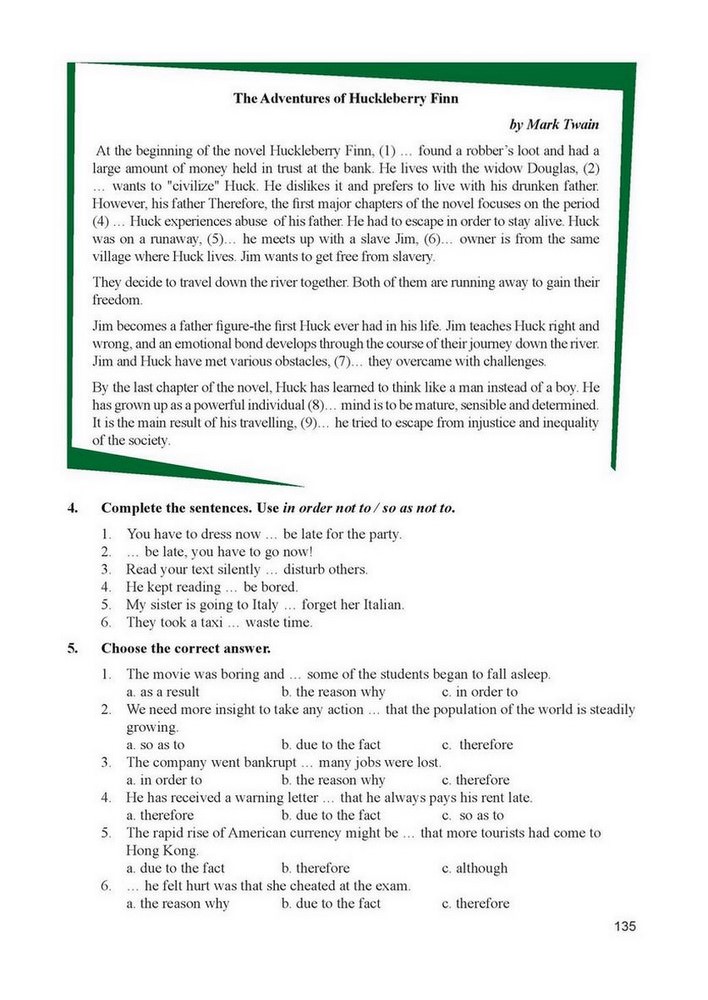 The Adventures of Huckleberry Finn
by Mark Twain
At the beginning of the novel Huckleberry Finn, (1) … found a robber's loot and had a
large amount of money held in trust at the bank. He lives with the widow Douglas, (2)
… wants to "civilize" Huck. He dislikes it and prefers to live with his drunken father.
However, his father Therefore, the first major chapters of the novel focuses on the period
(4) … Huck experiences abuse of his father. He had to escape in order to stay alive. Huck
was on a runaway, (5)… he meets up with a slave Jim, (6)… owner is from the same
village where Huck lives. Jim wants to get free from slavery.
They decide to travel down the river together. Both of them are running away to gain their
freedom.
Jim becomes a father figure-the first Huck ever had in his life. Jim teaches Huck right and
wrong, and an emotional bond develops through the course of their journey down the river.
Jim and Huck have met various obstacles, (7)… they overcame with challenges.
By the last chapter of the novel, Huck has learned to think like a man instead of a boy. He
has grown up as a powerful individual (8)… mind is to be mature, sensible and determined.
It is the main result of his travelling, (9)… he tried to escape from injustice and inequality
of the society.
4. Complete the sentences. Use in order not to / so as not to.
1. You have to dress now … be late for the party.
2. … be late, you have to go now!
3. Read your text silently … disturb others.
4. He kept reading … be bored.
5. My sister is going to Italy … forget her Italian.
6. They took a taxi … waste time.
5. Choose the correct answer.
1. The movie was boring and … some of the students began to fall asleep.
a. as a result b. the reason why c. in order to
2. We need more insight to take any action … that the population of the world is steadily
growing.
a. so as to b. due to the fact c. therefore
3. The company went bankrupt … many jobs were lost.
a. in order to b. the reason why c. therefore
4. He has received a warning letter … that he always pays his rent late.
a. therefore b. due to the fact c. so as to
5. The rapid rise of American currency might be … that more tourists had come to
Hong Kong.
a. due to the fact b. therefore c. although
6. … he felt hurt was that she cheated at the exam.
a. the reason why b. due to the fact c. therefore
135